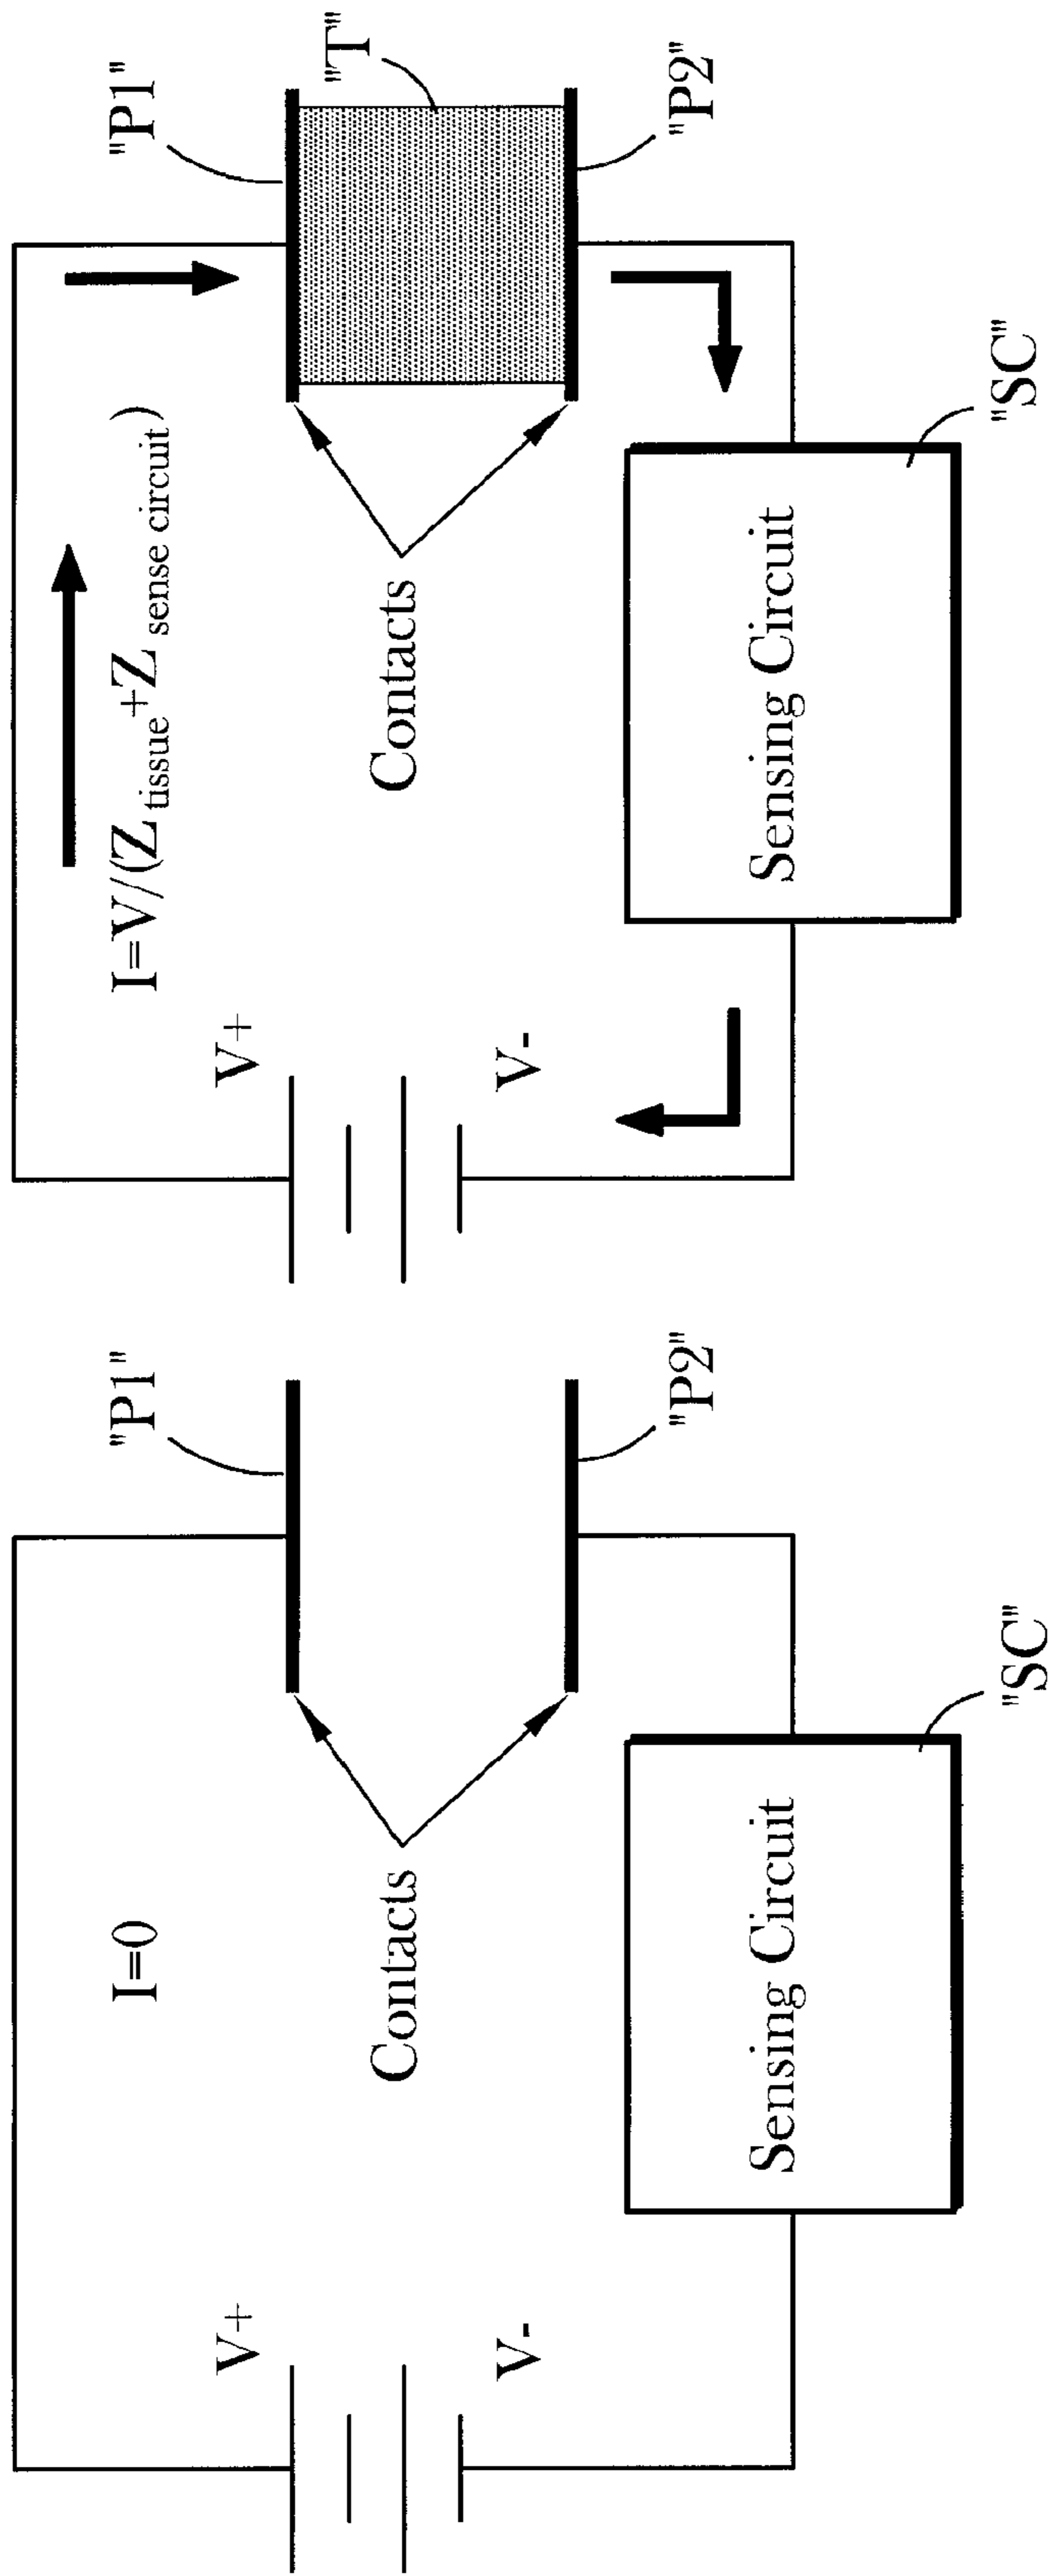 I=0
"P1"
V+
Contacts
V-
"P2"
Sensing Circuit
"SC"
I=V/(Z tissue+Z sense circuit)
"P1"
V+
"T"
Contacts
V-
"P2"
Sensing Circuit
"SC"